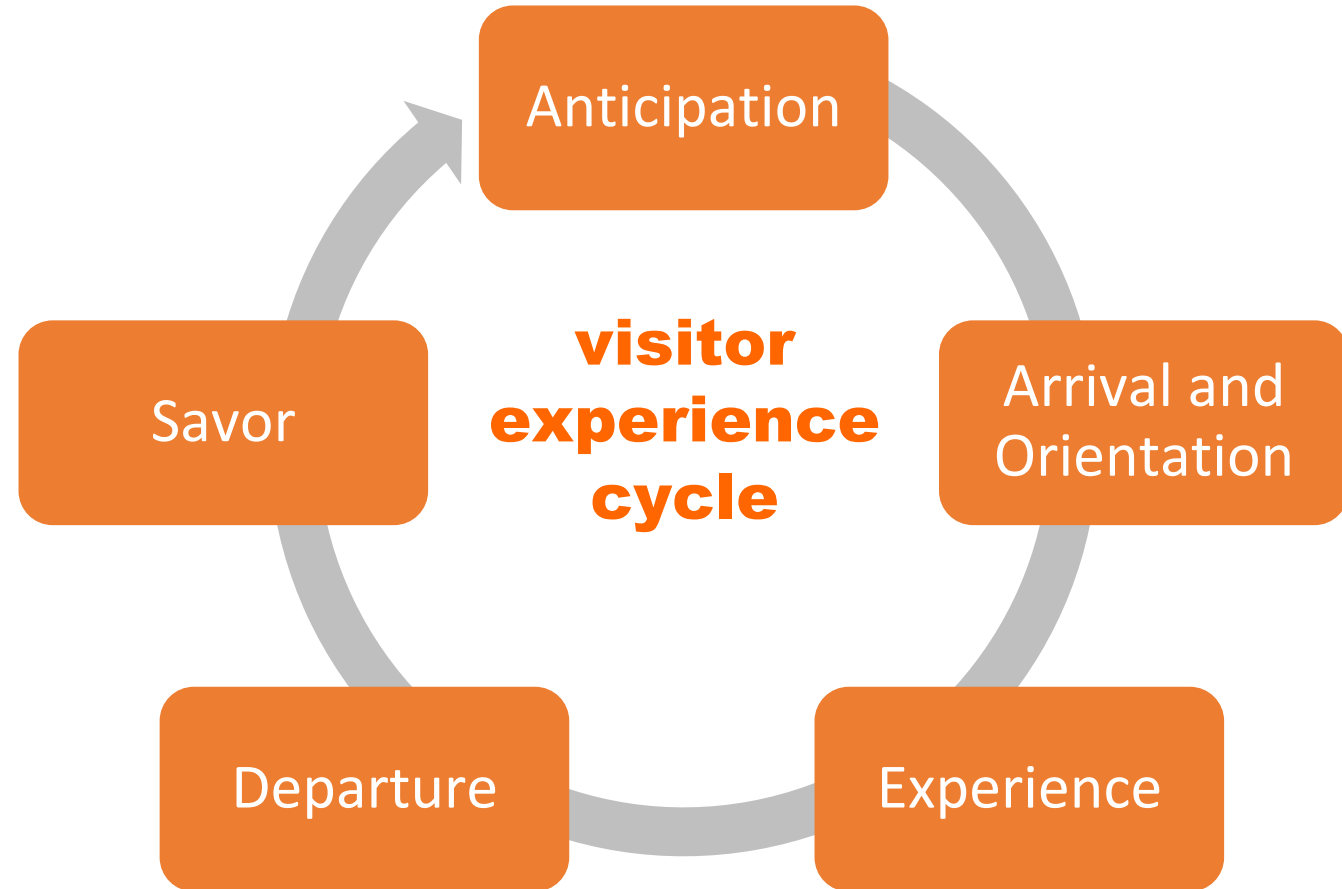 Anticipation
visitor
experience
cycle
Arrival and
Orientation
Experience
Departure
Savor